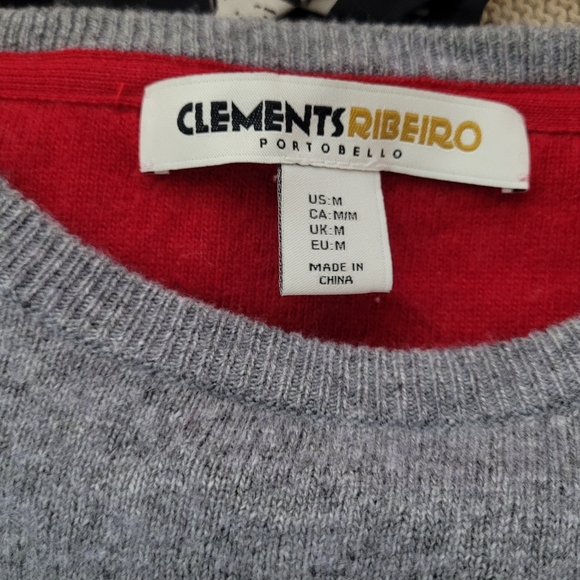 CLEMENTSRIBEIRO
PORTOBELLO
US:M
CA:M/M
UK:M
EU:M
MADE IN
CHINA